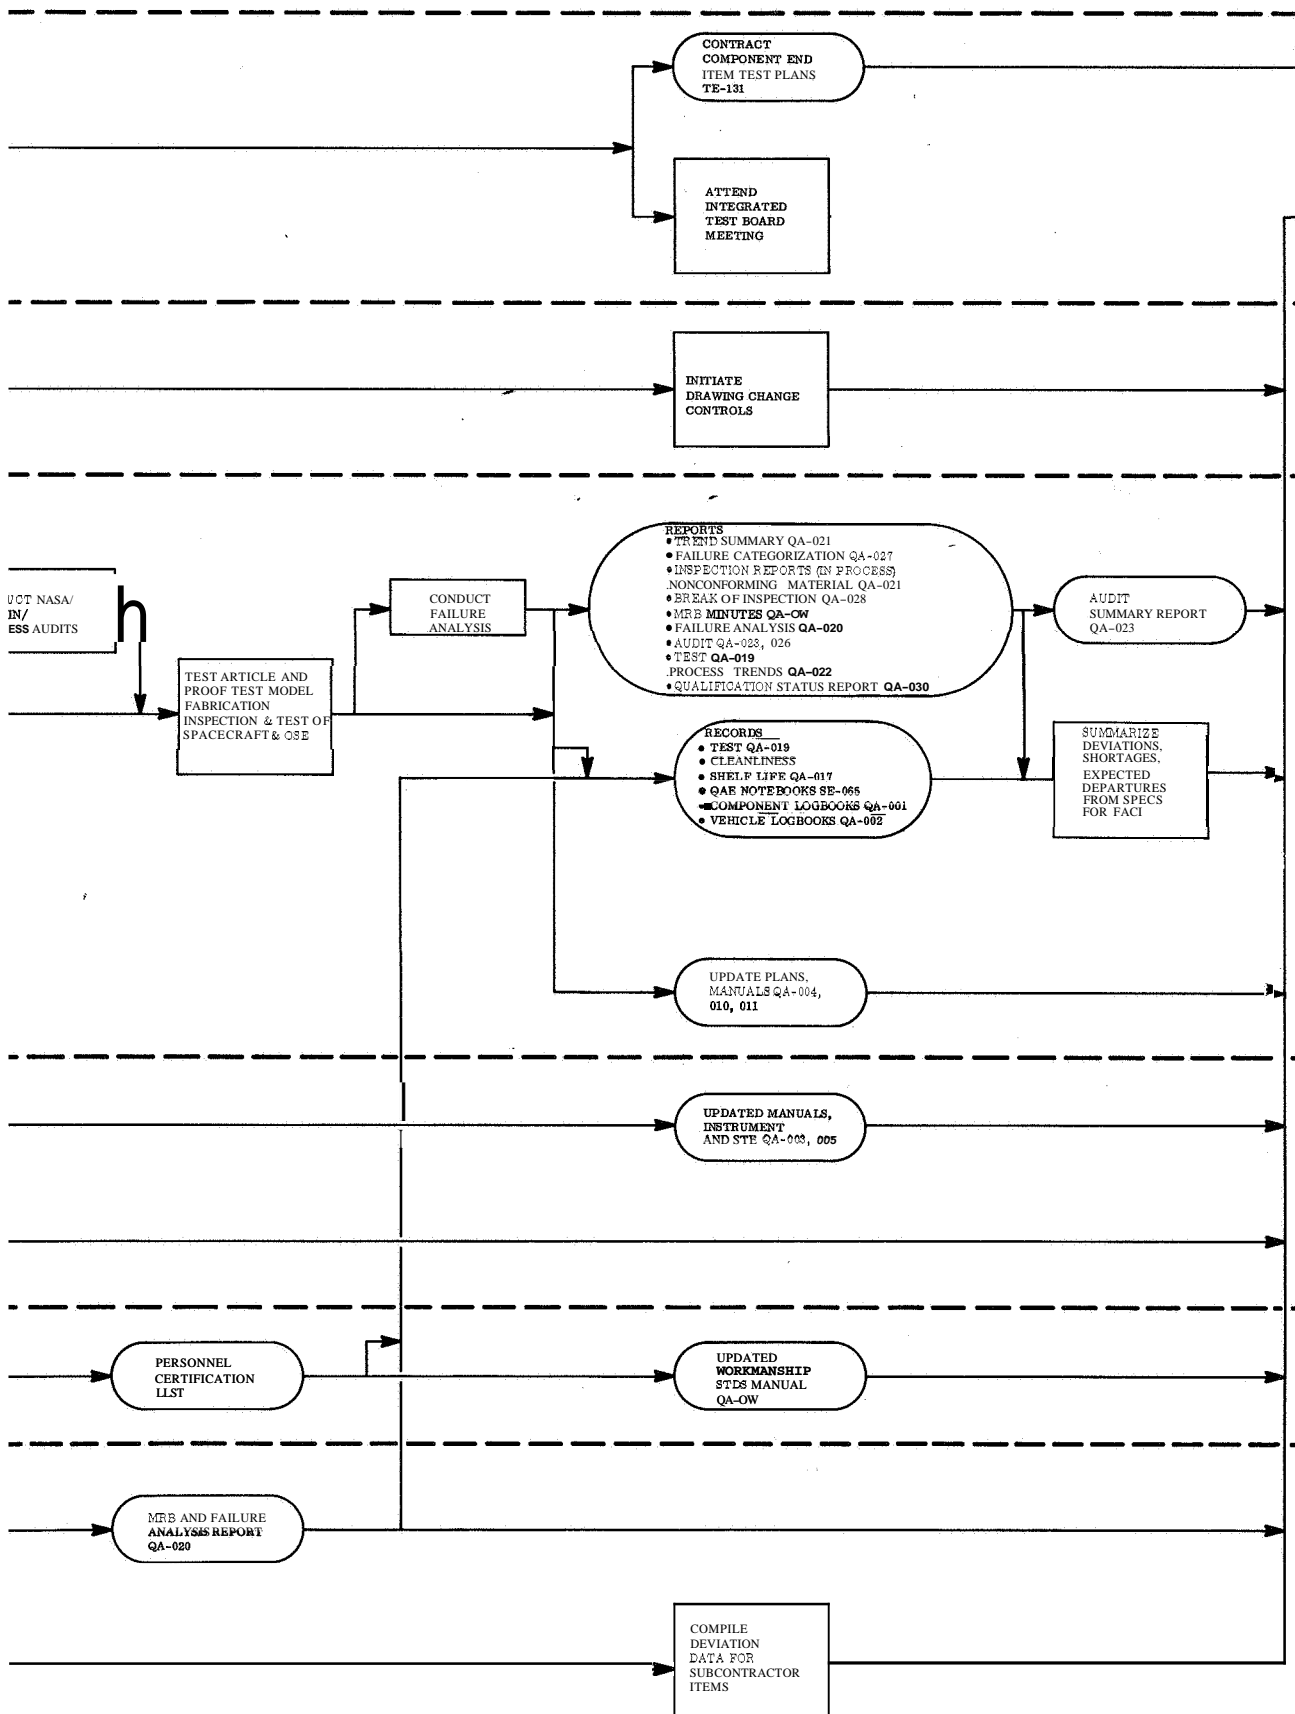 CONTRACT
COMPONENT END
ITEM TEST PLANS
TE-131
ATTEND
INTEGRATED
TEST BOARD
MEETING
INITIATE
DRAWING CHANGE
CONTROLS
UCT NASA/
IN/
ESS AUDITS
h
TEST ARTICLE AND
PROOF TEST MODEL
FABRICATION
INSPECTION & TEST OF
SPACECRAFT & OSE
CONDUCT
FAILURE
ANALYSIS
REPORTS
• TREND SUMMARY QA-021
• FAILURE CATEGORIZATION QA-027
• INSPECTION REPORTS (IN PROCESS)
.NONCONFORMING MATERIAL QA-021
• BREAK OF INSPECTION QA-028
• MRB MINUTES QA-OW
• FAILURE ANALYSIS QA-020
• AUDIT QA-023, 026
• TEST QA-019
.PROCESS TRENDS QA-022
• QUALIFICATION STATUS REPORT QA-030
AUDIT
SUMMARY REPORT
QA-023
RECORDS
• TEST QA-019
• CLEANLINESS
• SHELF LIFE QA-017
• QAE NOTEBOOKS SE-065
• COMPONENT LOGBOOKS QA-001
• VEHICLE LOGBOOKS QA-002
SUMMARIZE
DEVIATIONS,
SHORTAGES,
EXPECTED
DEPARTURES
FROM SPECS
FOR FACI
UPDATE PLANS,
MANUALS QA-004,
010, 011
UPDATED MANUALS,
INSTRUMENT
AND STE QA-003, 005
PERSONNEL
CERTIFICATION
LLST
UPDATED
WORKMANSHIP
STDS MANUAL
QA-OW
MRB AND FAILURE
ANALYSIS REPORT
QA-020
COMPILE
DEVIATION
DATA FOR
SUBCONTRACTOR
ITEMS